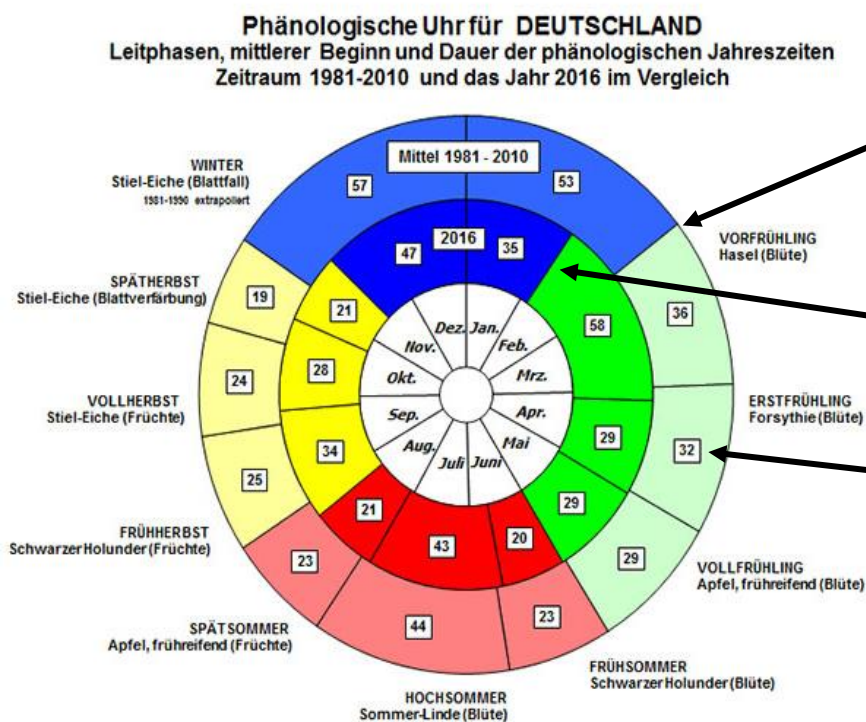 Phänologische Uhr für DEUTSCHLAND
Leitphasen, mittlerer Beginn und Dauer der phänologischen Jahreszeiten
Zeitraum 1981-2010 und das Jahr 2016 im Vergleich
Mittel 1981 - 2010
57
53
WINTER
Stiel-Eiche (Blattfall)
1981-1990 extrapoliert
VORFRÜHLING
Hasel (Blüte)
2016
47
35
SPÄTHERBST
Stiel-Eiche (Blattverfärbung)
19
21
58
36
Dez.
Jan.
Nov.
Feb.
Okt.
Mrz.
Sep.
Apr.
Aug.
Mai
Juli
Juni
24
28
VOLLHERBST
Stiel-Eiche (Früchte)
ERSTFRÜHLING
Forsythie (Blüte)
29
32
25
34
FRÜHHERBST
Schwarzer Holunder (Früchte)
21
43
20
29
29
VOLLFRÜHLING
Apfel, frühreifend (Blüte)
23
44
23
SPÄTSOMMER
Apfel, frühreifend (Früchte)
FRÜHSOMMER
Schwarzer Holunder (Blüte)
HOCHSOMMER
Sommer-Linde (Blüte)